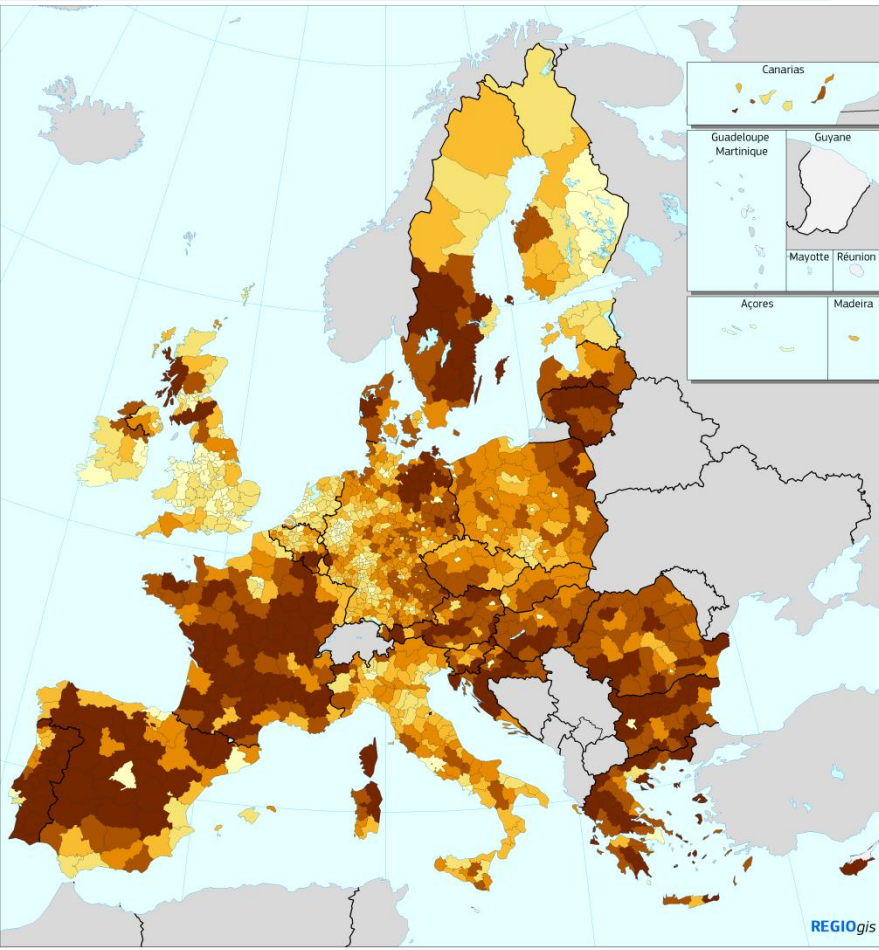 Canarias
Guadeloupe
Martinique
Guyane
Mayotte
Réunion
Açores
Madeira
REGIOgis